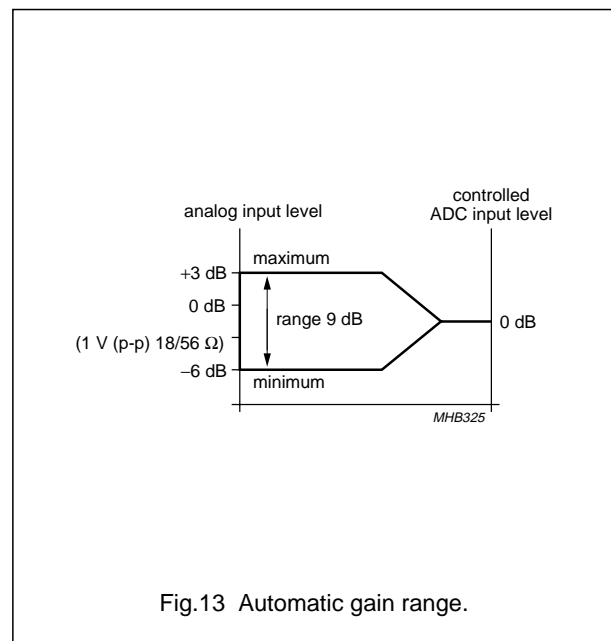 controlled
analog input level ADC input level
maximum
+3 dB
0 dB
range 9 dB 0 dB
(1 V (p-p) 18/56 Ω)
−6 dB
minimum
MHB325
Fig.13 Automatic gain range.